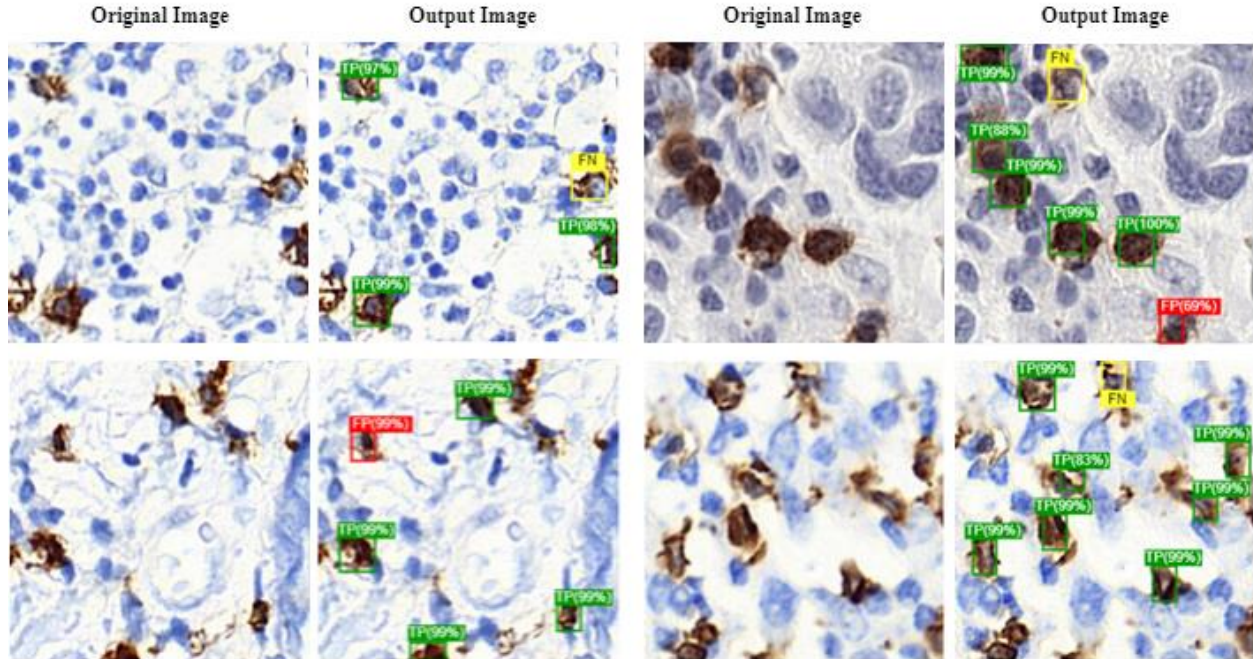 Original Image
Output Image
Original Image
Output Image
TP(97%)
FN
TP(98%)
TP(99%)
TP(99%)
FN
TP(88%)
TP(99%)
TP(99%)
TP(100%)
FP(69%)
TP(99%)
FP(99%)
TP(99%)
TP(99%)
TP(99%)
TP(99%)
FN
TP(99%)
TP(83%)
TP(99%)
TP(99%)
TP(99%)
TP(99%)